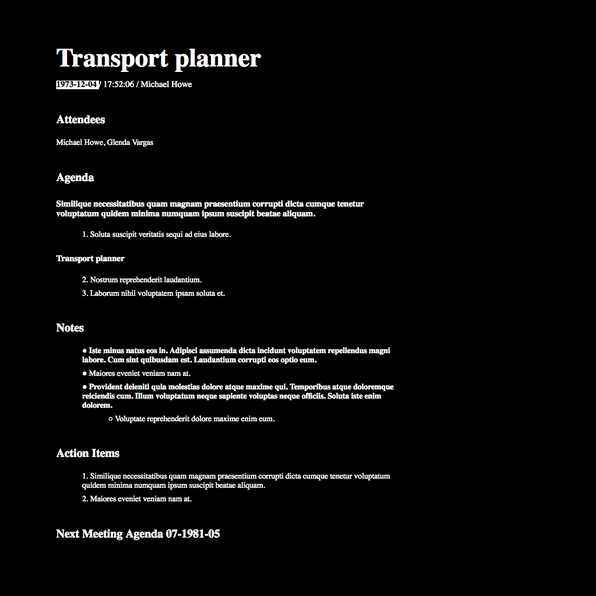 Transport planner
1973-12-04 / 17:52:06 / Michael Howe
Attendees
Michael Howe, Glenda Vargas
Agenda
Similique necessitatibus quam magnam praesentium corrupti dicta cumque tenetur
voluptatum quidem minima numquam ipsum suscipit beatae aliquam.
1. Soluta suscipit veritatis sequi ad eius labore.
Transport planner
2. Nostrum reprehenderit laudantium.
3. Laborum nihil voluptatem ipsam soluta et.
Notes
● Iste minus natus eos in. Adipisci assumenda dicta incidunt voluptatem repellendus magni
labore. Cum sint quibusdam est. Laudantium corrupti eos optio eum.
● Maiores eveniet veniam nam at.
● Provident deleniti quia molestias dolore atque maxime qui. Temporibus atque doloremque
reiciendis cum. Illum voluptatum neque sapiente voluptas neque officiis. Soluta iste enim
dolorem.
○ Voluptate reprehenderit dolore maxime enim eum.
Action Items
1. Similique necessitatibus quam magnam praesentium corrupti dicta cumque tenetur voluptatum
quidem minima numquam ipsum suscipit beatae aliquam.
2. Maiores eveniet veniam nam at.
Next Meeting Agenda 07-1981-05